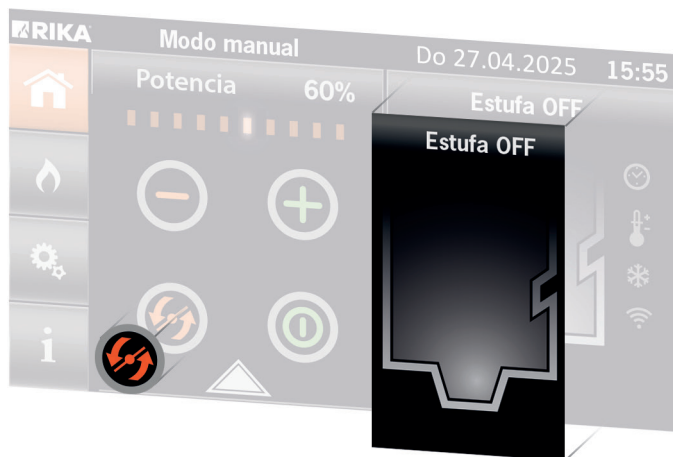 RIKA
Modo manual
Do 27.04.2025
15:55
Potencia
60%
Estufa OFF
Estufa OFF
i